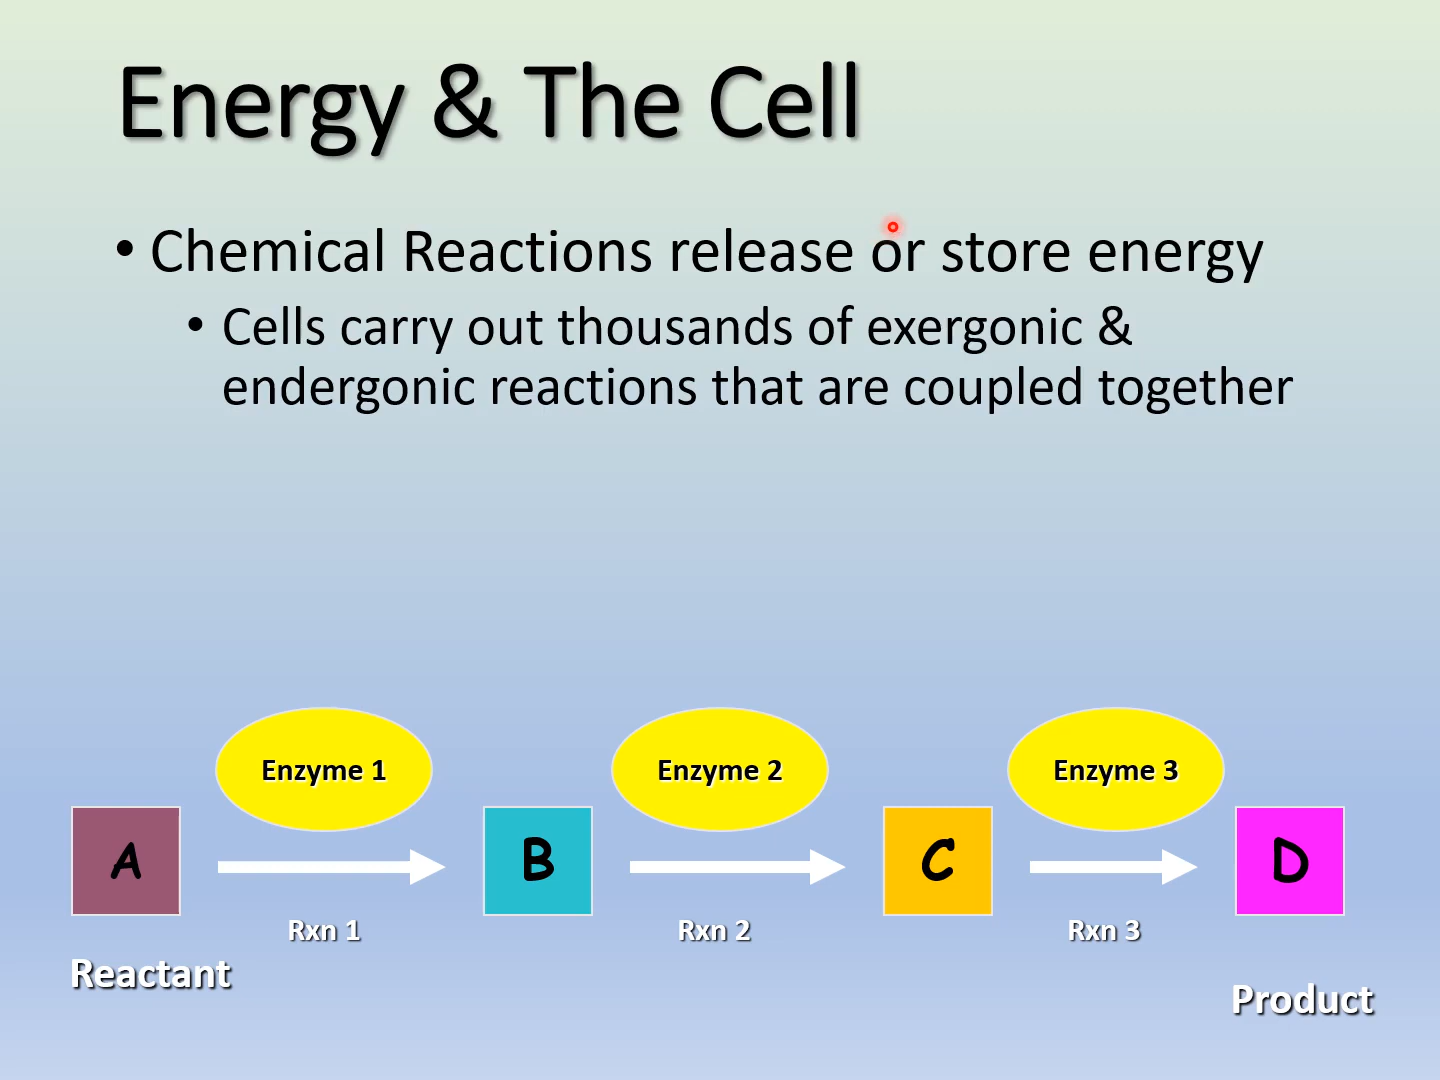 Energy & The Cell
• Chemical Reactions release or store energy
• Cells carry out thousands of exergonic &
endergonic reactions that are coupled together
Enzyme 1
Enzyme 2
Enzyme 3
A
B
C
D
Rxn 1
Rxn 2
Rxn 3
Reactant
Product